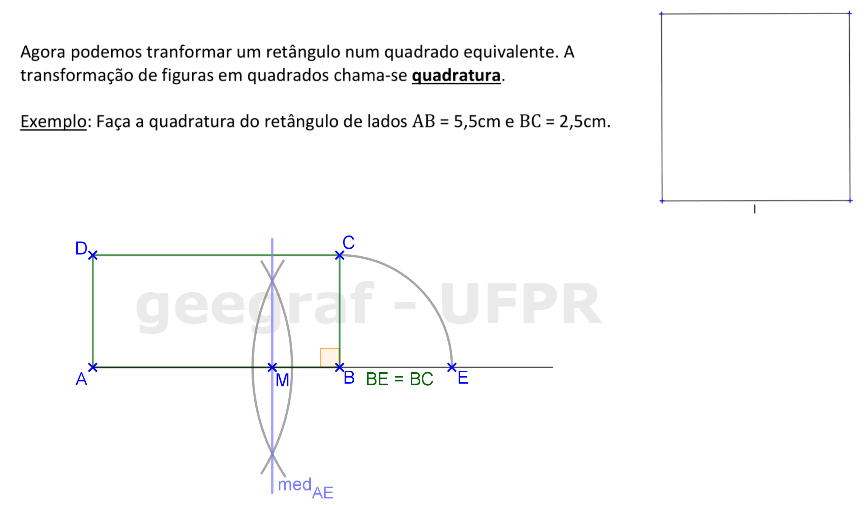 Agora podemos tranformar um retângulo num quadrado equivalente. A
transformação de figuras em quadrados chama-se quadratura.
Exemplo: Faça a quadratura do retângulo de lados AB = 5,5cm e BC = 2,5cm.
l
D
C
geegraf - UFPR
A
M
B
BE = BC
E
med AE